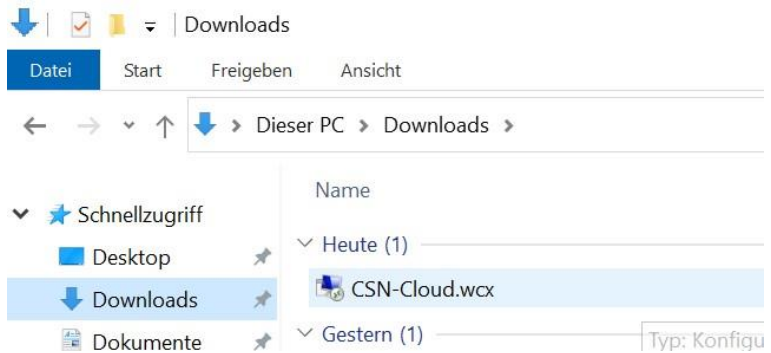 Downloads
Datei Start Freigeben Ansicht
Dieser PC > Downloads >
Name
Schnellzugriff
Heute (1)
Desktop
CSN-Cloud.wcx
Downloads
Gestern (1)
Dokumente
Typ: